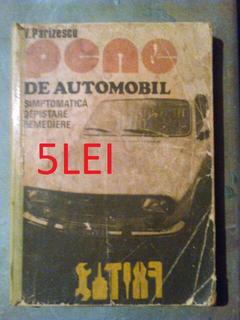 V. Parizescu
PENE
DE AUTOMOBIL
SIMPTOMATICĂ
DEPISTARE
REMEDIERE
5LEI